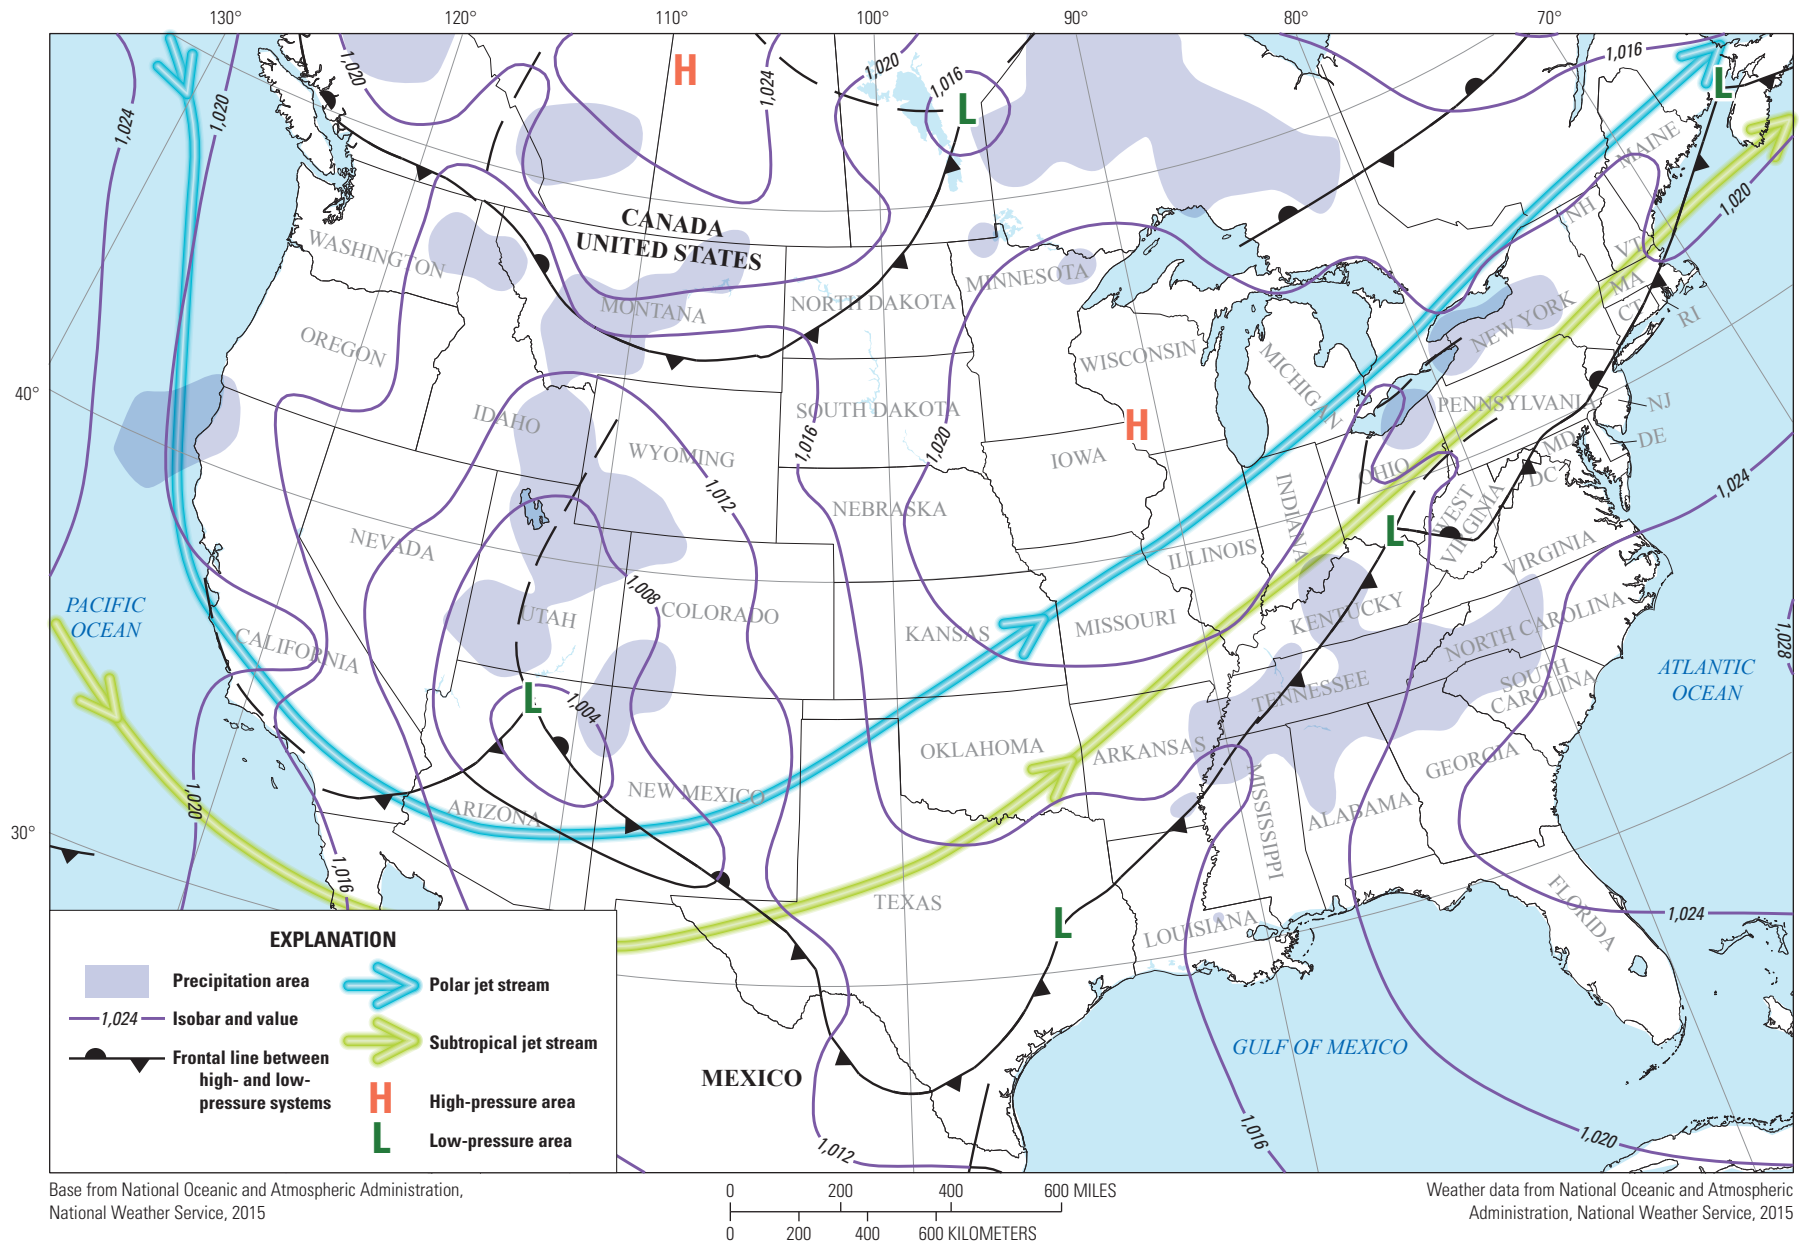 130°
120°
110°
100°
90°
80°
70°
40°
30°
1,024
1,020
1,020
1,024
1,020
1,016
1,016
1,020
1,016
1,020
1,012
1,008
1,004
1,020
1,016
1,012
1,024
1,028
1,024
1,020
1,016
H
L
L
H
L
L
L
CANADA
UNITED STATES
MEXICO
WASHINGTON
OREGON
CALIFORNIA
NEVADA
IDAHO
MONTANA
WYOMING
UTAH
COLORADO
ARIZONA
NEW MEXICO
NORTH DAKOTA
SOUTH DAKOTA
NEBRASKA
KANSAS
OKLAHOMA
TEXAS
MINNESOTA
IOWA
MISSOURI
ARKANSAS
LOUISIANA
WISCONSIN
ILLINOIS
MICHIGAN
INDIANA
OHIO
KENTUCKY
TENNESSEE
MISSISSIPPI
ALABAMA
GEORGIA
FLORIDA
SOUTH
CAROLINA
NORTH CAROLINA
VIRGINIA
WEST
VIRGINIA
MD
DC
DE
NJ
PENNSYLVANIA
NEW YORK
CT
RI
MA
VT
NH
MAINE
PACIFIC
OCEAN
ATLANTIC
OCEAN
GULF OF MEXICO
EXPLANATION
Precipitation area
1,024
Isobar and value
Frontal line between
high- and low-
pressure systems
Polar jet stream
Subtropical jet stream
H
High-pressure area
L
Low-pressure area
Base from National Oceanic and Atmospheric Administration,
National Weather Service, 2015
0 200 400 600 MILES
0 200 400 600 KILOMETERS
Weather data from National Oceanic and Atmospheric
Administration, National Weather Service, 2015